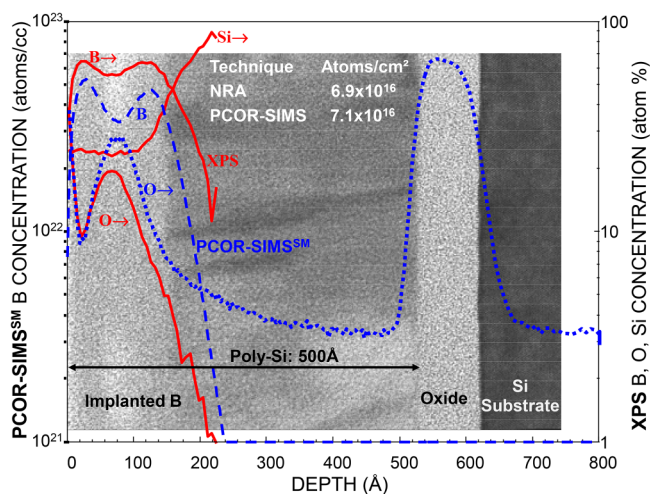 10²³
10²²
10²¹
PCOR-SIMSˢᴹ B CONCENTRATION (atoms/cc)
B→
Si→
Technique Atoms/cm²
NRA 6.9x10¹⁶
PCOR-SIMS 7.1x10¹⁶
B
XPS
O→
O→
PCOR-SIMSˢᴹ
Poly-Si: 500Å
Implanted B
Oxide
Si
Substrate
100
10
1
XPS B, O, Si CONCENTRATION (atom %)
0 100 200 300 400 500 600 700 800
DEPTH (Å)